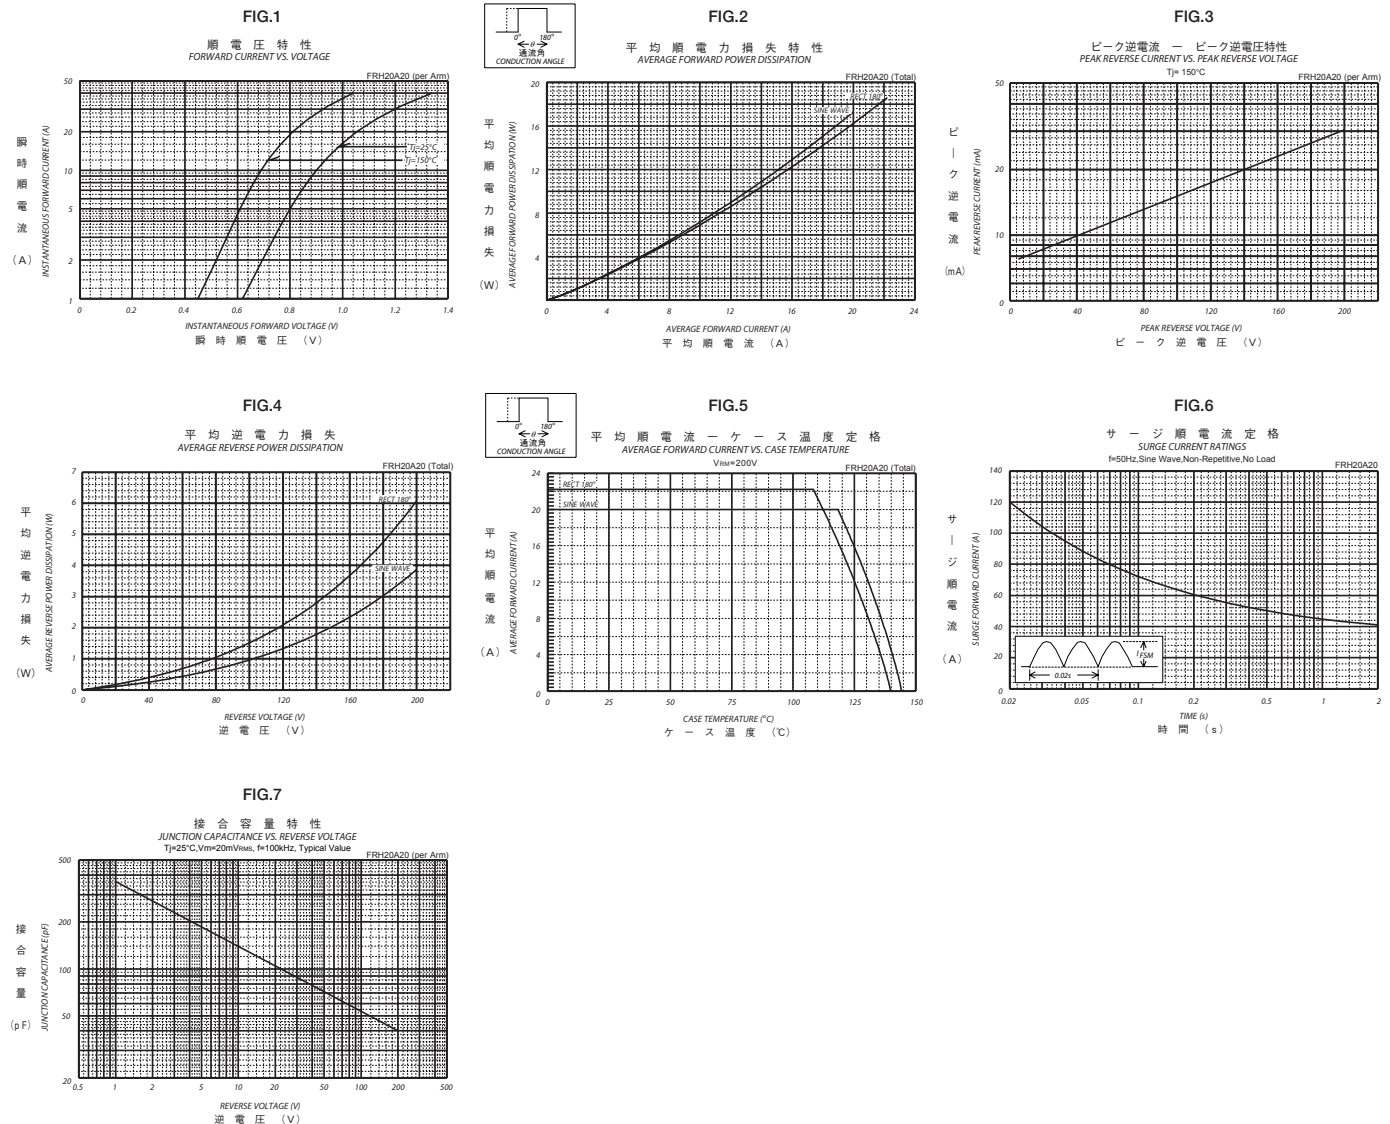 FIG.1
順電圧特性
FORWARD CURRENT VS. VOLTAGE
FRH20A20 (per Arm)
瞬時順電流 (A)
INSTANTANEOUS FORWARD CURRENT (A)
50
20
10
5
2
1
Tj=25°C
Tj=150°C
0 0.2 0.4 0.6 0.8 1.0 1.2 1.4
INSTANTANEOUS FORWARD VOLTAGE (V)
瞬時順電圧 (V)
0° 180°
θ
通流角
CONDUCTION ANGLE
FIG.2
平均順電力損失特性
AVERAGE FORWARD POWER DISSIPATION
FRH20A20 (Total)
平均順電力損失 (W)
AVERAGE FORWARD POWER DISSIPATION (W)
20
16
12
8
4
0
RECT 180°
SINE WAVE
0 4 8 12 16 20 24
AVERAGE FORWARD CURRENT (A)
平均順電流 (A)
FIG.3
ピーク逆電流 ー ピーク逆電圧特性
PEAK REVERSE CURRENT VS. PEAK REVERSE VOLTAGE
Tj= 150°C
FRH20A20 (per Arm)
ピーク逆電流 (mA)
PEAK REVERSE CURRENT (mA)
50
20
10
0
0 40 80 120 160 200
PEAK REVERSE VOLTAGE (V)
ピーク逆電圧 (V)
FIG.4
平均逆電力損失
AVERAGE REVERSE POWER DISSIPATION
FRH20A20 (Total)
平均逆電力損失 (W)
AVERAGE REVERSE POWER DISSIPATION (W)
7
6
5
4
3
2
1
0
RECT 180°
SINE WAVE
0 40 80 120 160 200
REVERSE VOLTAGE (V)
逆電圧 (V)
0° 180°
θ
通流角
CONDUCTION ANGLE
FIG.5
平均順電流ーケース温度定格
AVERAGE FORWARD CURRENT VS. CASE TEMPERATURE
VRM=200V
FRH20A20 (Total)
平均順電流 (A)
AVERAGE FORWARD CURRENT (A)
24
20
16
12
8
4
0
RECT 180°
SINE WAVE
0 25 50 75 100 125 150
CASE TEMPERATURE (°C)
ケース温度 (℃)
FIG.6
サージ順電流定格
SURGE CURRENT RATINGS
f=50Hz,Sine Wave,Non-Repetitive,No Load
FRH20A20
サージ順電流 (A)
SURGE FORWARD CURRENT (A)
140
120
100
80
60
40
20
0
IFSM
0.02s
0.02 0.05 0.1 0.2 0.5 1 2
TIME (s)
時間 (s)
FIG.7
接合容量特性
JUNCTION CAPACITANCE VS. REVERSE VOLTAGE
Tj=25°C,Vm=20mVRMS, f=100kHz, Typical Value
FRH20A20 (per Arm)
接合容量 (pF)
JUNCTION CAPACITANCE (pF)
500
200
100
50
20
0.5 1 2 5 10 20 50 100 200 500
REVERSE VOLTAGE (V)
逆電圧 (V)